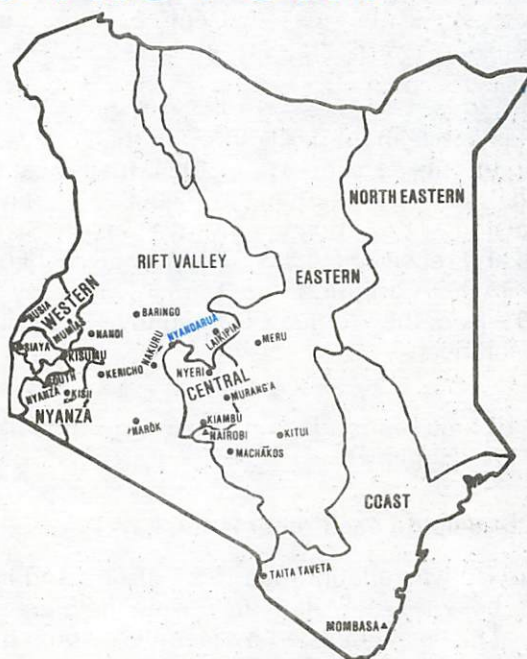 NORTH EASTERN
RIFT VALLEY
EASTERN
WESTERN
BUSIA
MUMIAS
BARINGO
NANDI
NYANDARUA
LAIKIPIA
MERU
SIAYA
KISUMU
NAKURU
KERICHO
NYERI
CENTRAL
SOUTH
NYANZA
KISII
NYANZA
MURANG'A
NAROK
KIAMBU
NAIROBI
KITUI
MACHAKOS
COAST
TAITA TAVETA
MOMBASA